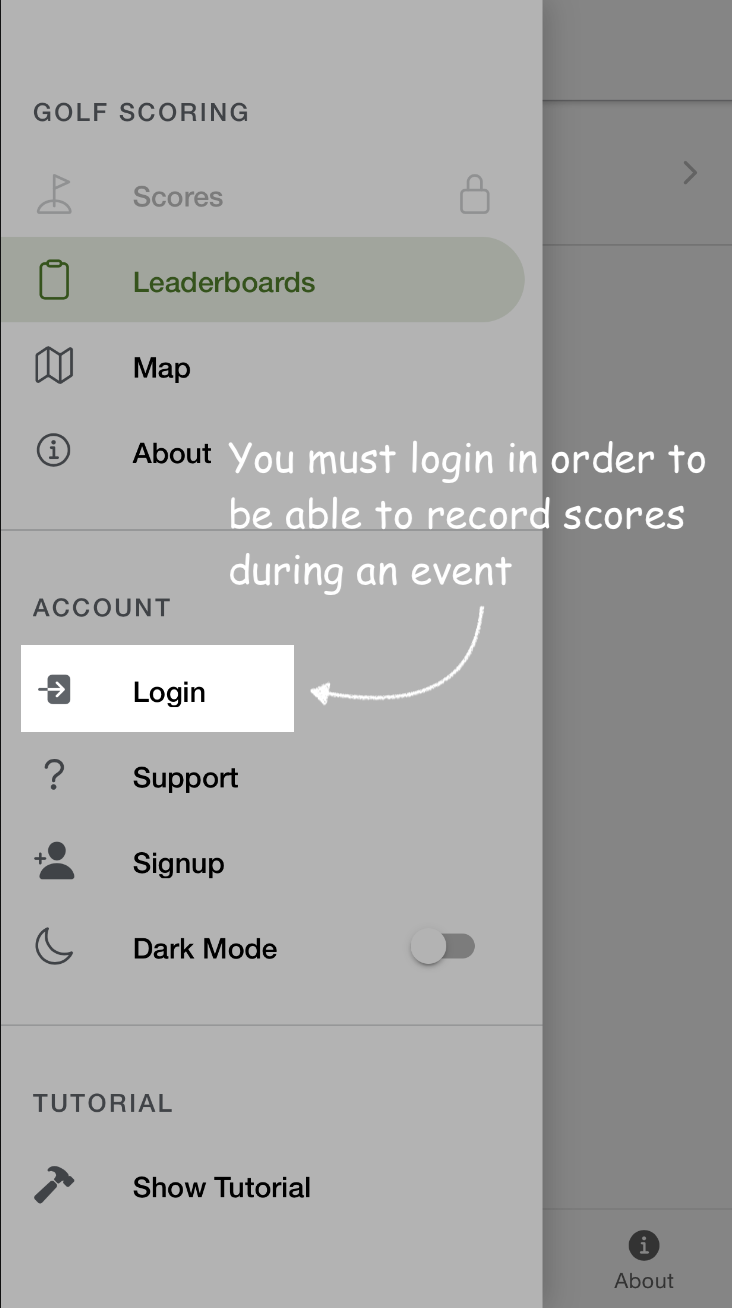 GOLF SCORING
Scores
Leaderboards
Map
About
You must login in order to
be able to record scores
during an event
ACCOUNT
Login
Support
Signup
Dark Mode
TUTORIAL
Show Tutorial
About